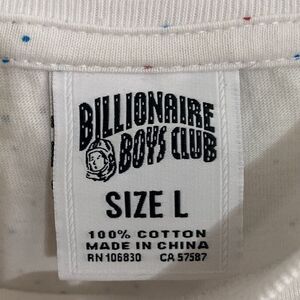 BILLIONAIRE
BOYS CLUB
SIZE L
100% COTTON
MADE IN CHINA
RN 106830 CA 57587